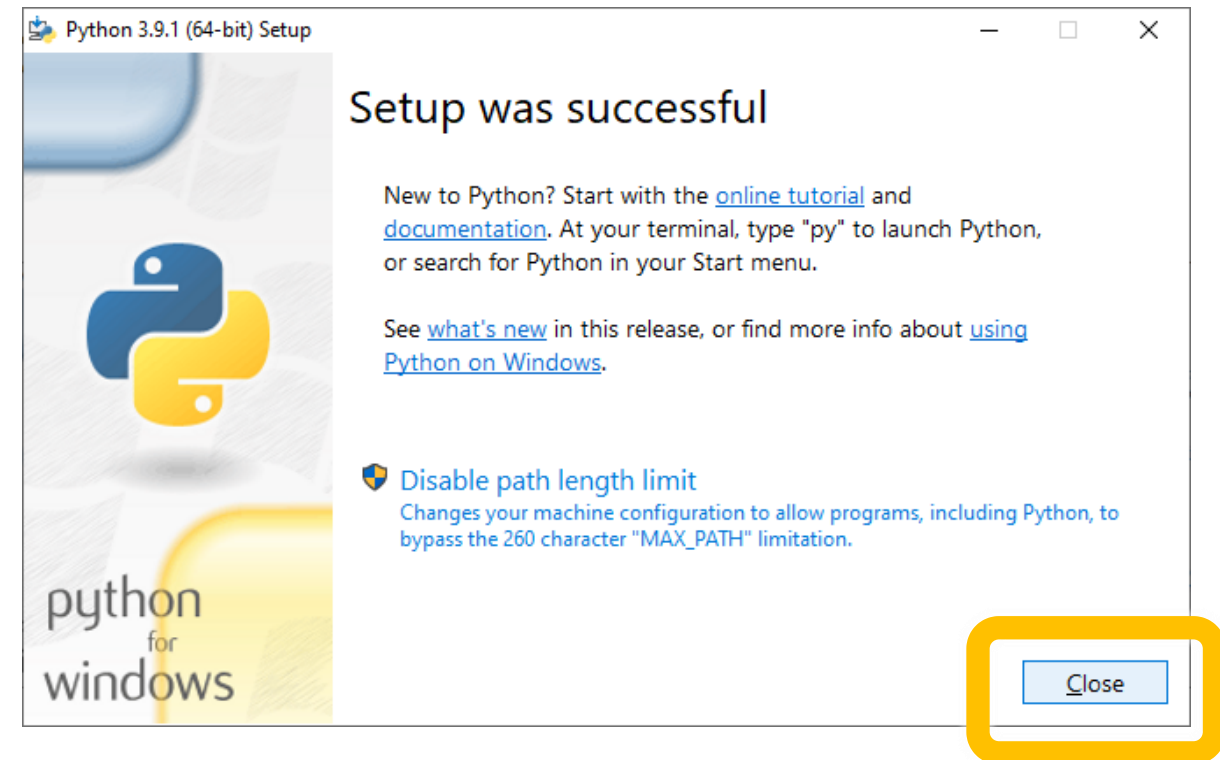 Python 3.9.1 (64-bit) Setup
Setup was successful
New to Python? Start with the online tutorial and
documentation. At your terminal, type "py" to launch Python,
or search for Python in your Start menu.
See what's new in this release, or find more info about using
Python on Windows.
Disable path length limit
Changes your machine configuration to allow programs, including Python, to
bypass the 260 character "MAX_PATH" limitation.
python
for
windows
Close